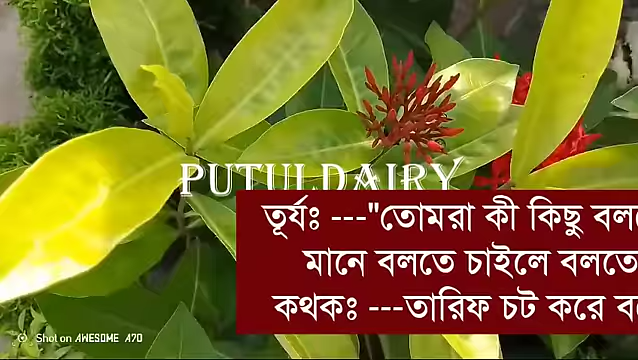 PUTULDAIRY
তূর্যঃ ---"তোমরা কী কিছু
মানে বলতে চাইলে বলতে
কথকঃ ---তারিফ চট করে
Shot on AWESOME A70